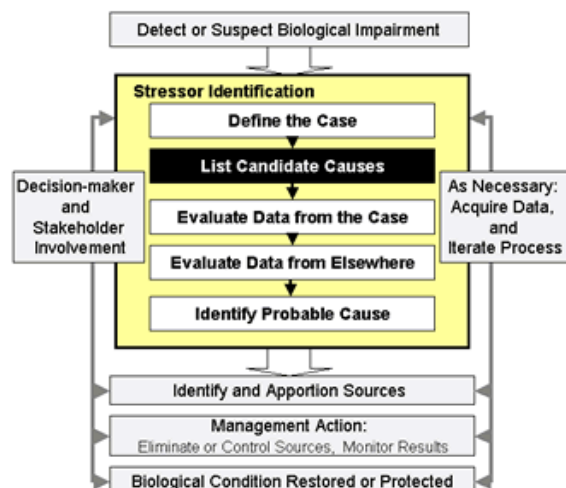 Detect or Suspect Biological Impairment
Stressor Identification
Define the Case
List Candidate Causes
Decision-maker
and
Stakeholder
Involvement
As Necessary:
Acquire Data,
and
Iterate Process
Evaluate Data from the Case
Evaluate Data from Elsewhere
Identify Probable Cause
Identify and Apportion Sources
Management Action:
Eliminate or Control Sources, Monitor Results
Biological Condition Restored or Protected